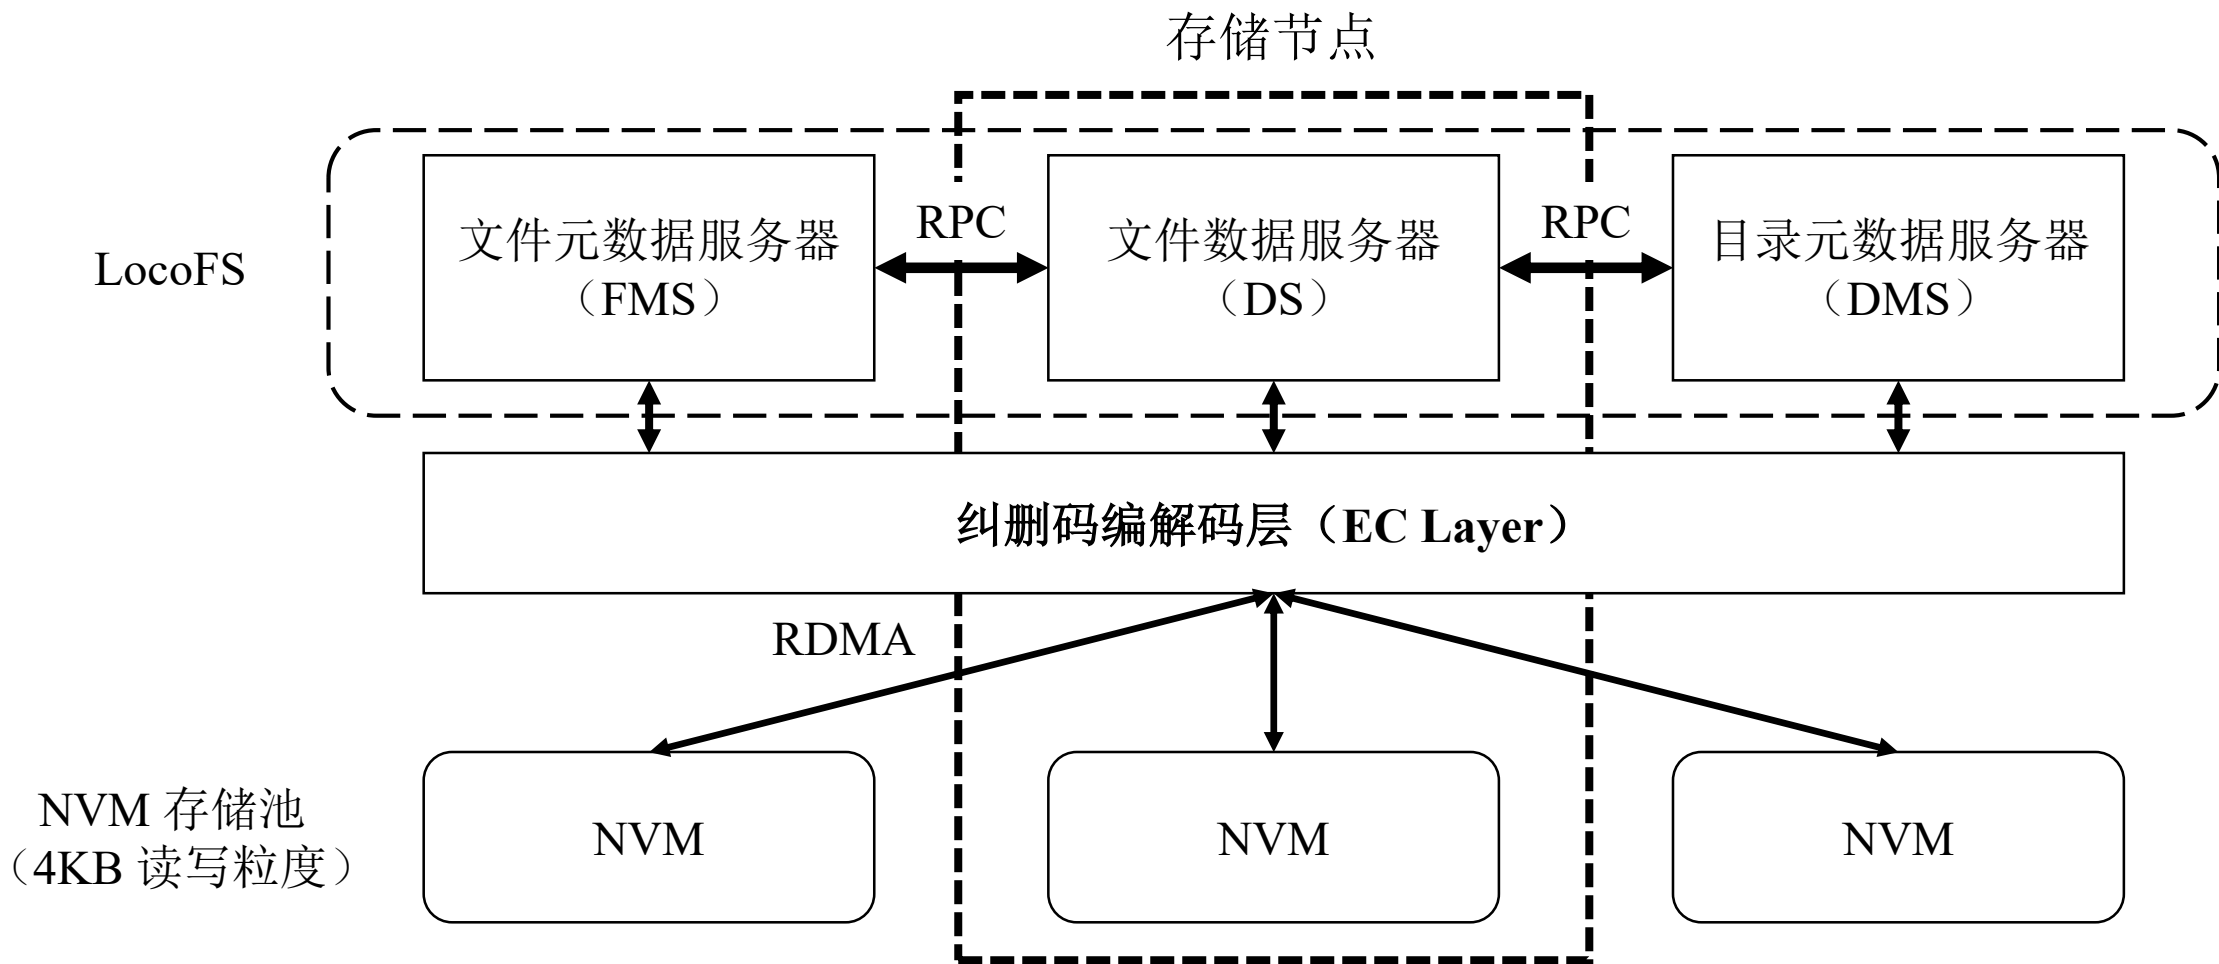 存储节点
LocoFS
文件元数据服务器
（FMS）
RPC
文件数据服务器
（DS）
RPC
目录元数据服务器
（DMS）
纠删码编解码层（EC Layer）
RDMA
NVM 存储池
（4KB 读写粒度）
NVM
NVM
NVM